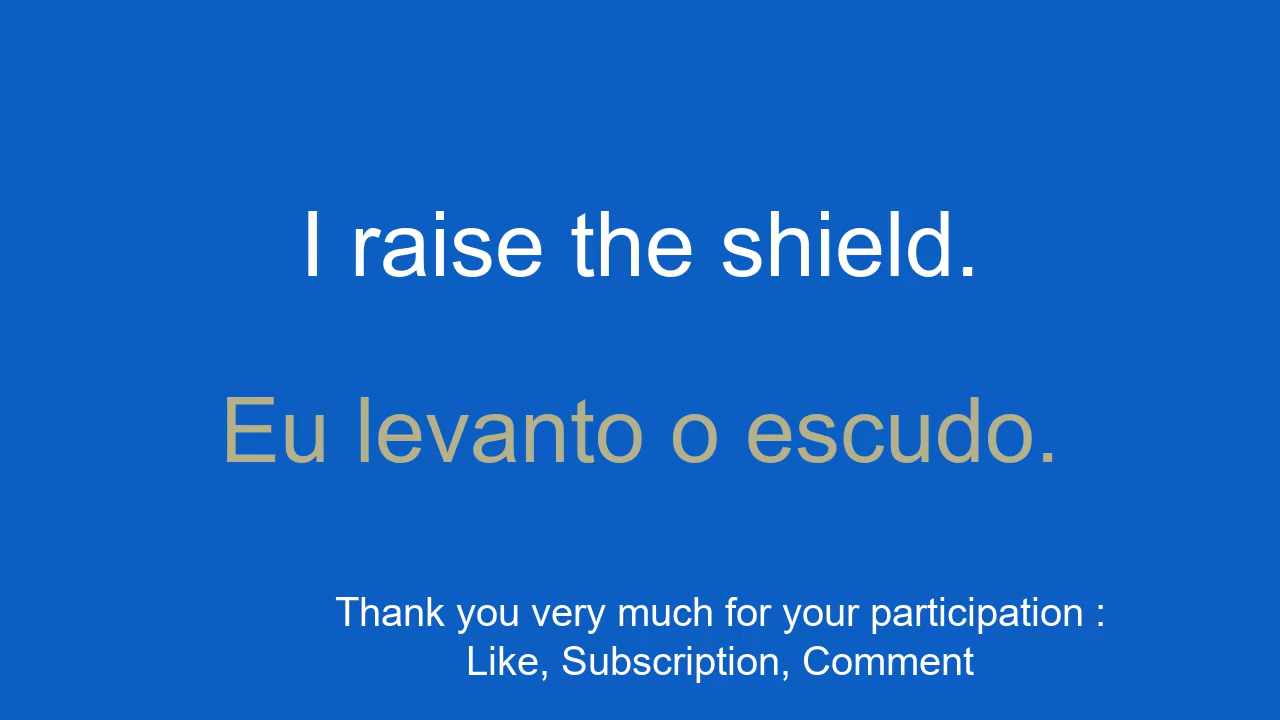 I raise the shield.
Eu levanto o escudo.
Thank you very much for your participation :
Like, Subscription, Comment